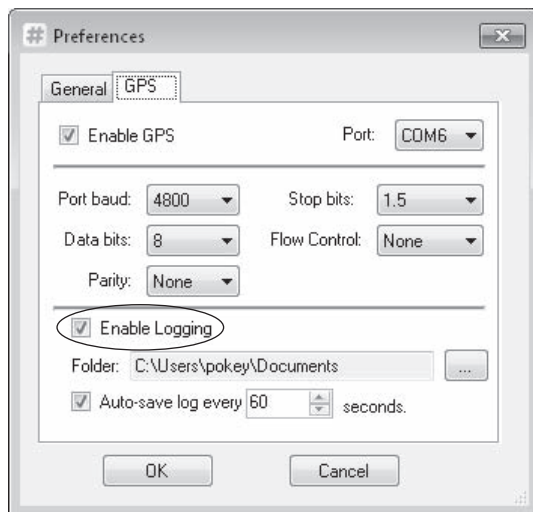 Preferences
General GPS
Enable GPS Port: COM6
Port baud: 4800 Stop bits: 1.5
Data bits: 8 Flow Control: None
Parity: None
Enable Logging
Folder: C:\Users\pokey\Documents ...
Auto-save log every 60 seconds.
OK Cancel